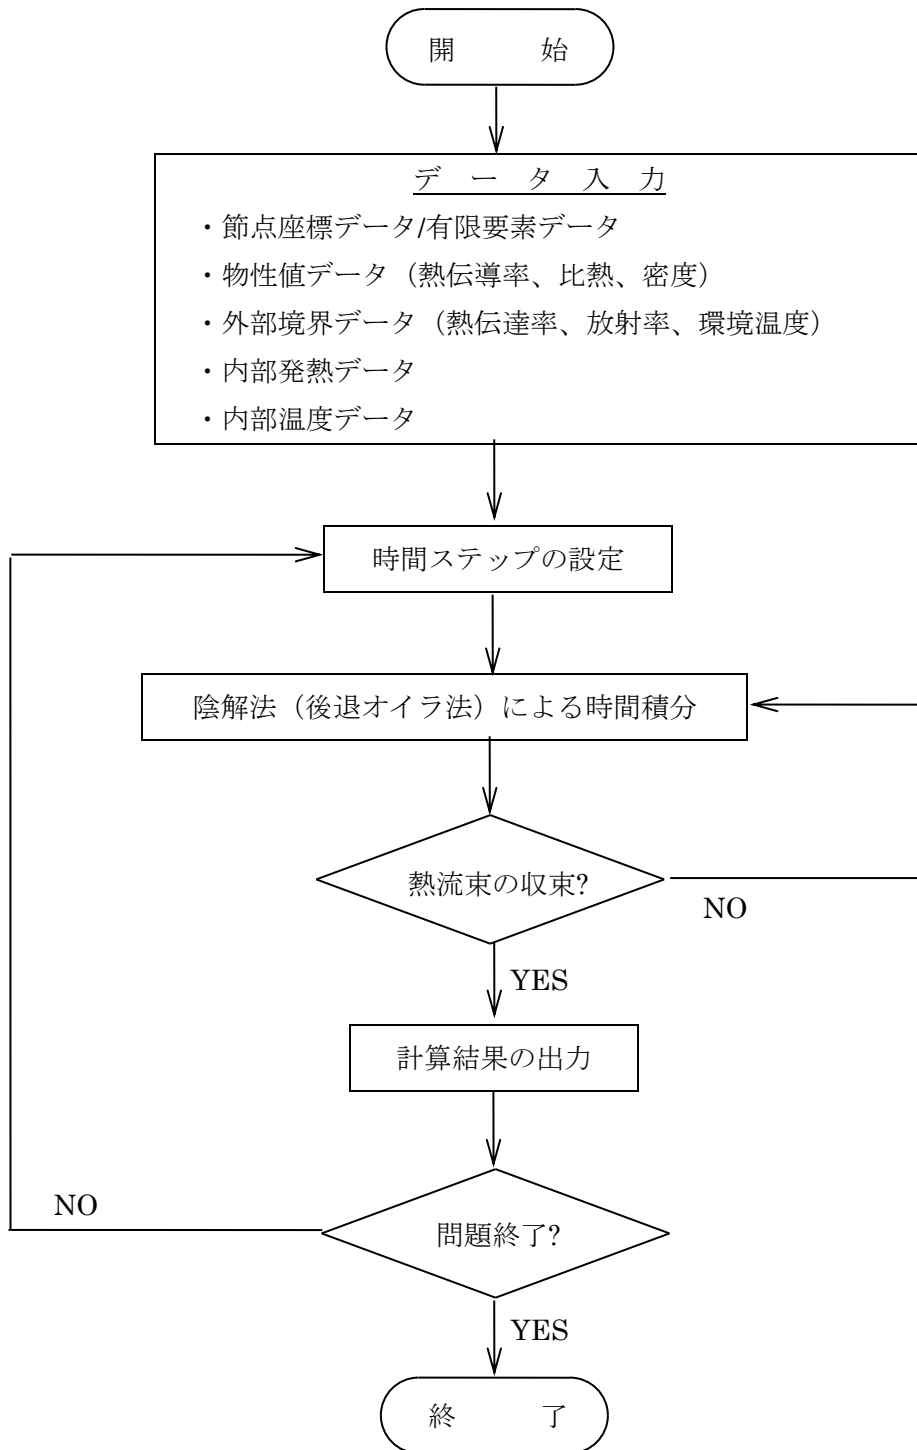 開 始
データ入力
・節点座標データ/有限要素データ
・物性値データ（熱伝導率、比熱、密度）
・外部境界データ（熱伝達率、放射率、環境温度）
・内部発熱データ
・内部温度データ
時間ステップの設定
陰解法（後退オイラ法）による時間積分
熱流束の収束?
NO
YES
計算結果の出力
NO
問題終了?
YES
終 了